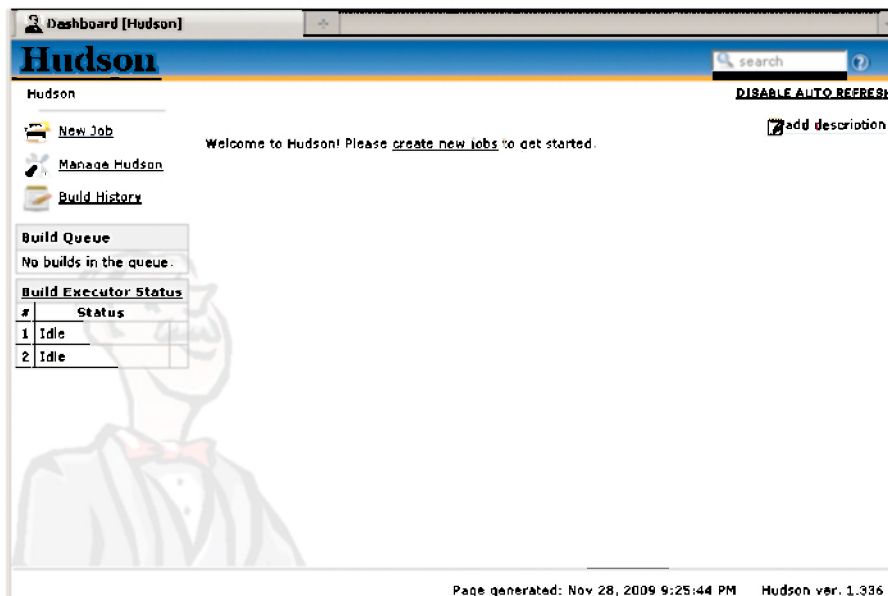 Dashboard [Hudson]
Hudson
search
Hudson
DISABLE AUTO REFRESH
New Job
add description
Welcome to Hudson! Please create new jobs to get started.
Manage Hudson
Build History
Build Queue
No builds in the queue.
Build Executor Status
# Status
1 Idle
2 Idle
Page generated: Nov 28, 2009 9:25:44 PM Hudson ver. 1.336